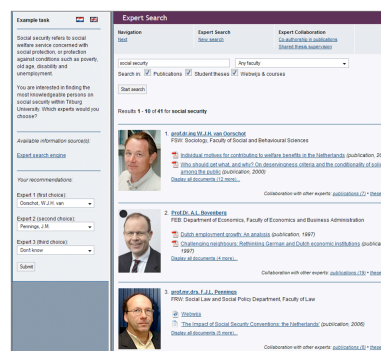 Example task
Social security refers to social
welfare service concerned with
social protection, or protection
against conditions such as poverty,
old age, disability and
unemployment.
You are interested in finding the
most knowledgeable persons on
social security within Tilburg
University. Which experts would you
choose?
Available information source(s):
Expert search engine
Your recommendations:
Expert 1 (first choice):
Oorschot, W.J.H. van
Expert 2 (second choice):
Pennings, J.M.
Expert 3 (third choice):
Don't know
Submit
Expert Search
Navigation
Next
Expert Search
New search
Expert Collaboration
Co-authorship in publications
Shared thesis supervision
social security
Any faculty
Search in: Publications Student theses Webwijs & courses
Start search
Results 1 - 10 of 41 for social security
1. prof.dr.ing W.J.H. van Oorschot
FSW: Sociology, Faculty of Social and Behavioural Sciences
Individual motives for contributing to welfare benefits in the Netherlands (publication, 20
Who should get what, and why? On deservingness criteria and the conditionality of soli
among the public (publication, 2000)
Display all documents (12 more)...
Collaboration with other experts: publications (7) • these
2. Prof.Dr. A.L. Bovenberg
FEB: Department of Economics, Faculty of Economics and Business Administration
Dutch employment growth: An analysis (publication, 1997)
Challenging neighbours: Rethinking German and Dutch economic institutions (publica
1997)
Display all documents (4 more)...
Collaboration with other experts: publications (19) • these
3. prof.mr.drs. F.J.L. Pennings
FRW: Social Law and Social Policy Department, Faculty of Law
Webwijs
The Impact of Social Security Conventions: the Netherlands' (publication, 2006)
Display all documents (5 more)...
Collaboration with other experts: publications (8) • these